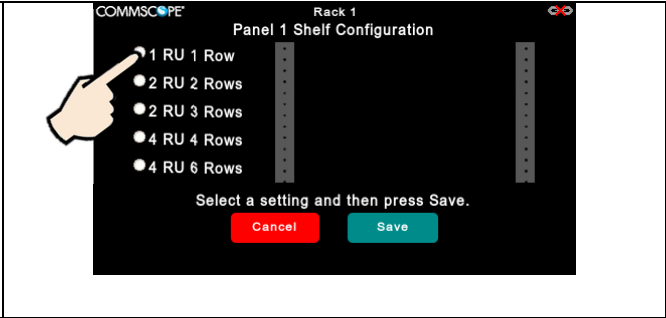 COMMSCOPE®
Rack 1
Panel 1 Shelf Configuration
1 RU 1 Row
2 RU 2 Rows
2 RU 3 Rows
4 RU 4 Rows
4 RU 6 Rows
Select a setting and then press Save.
Cancel
Save